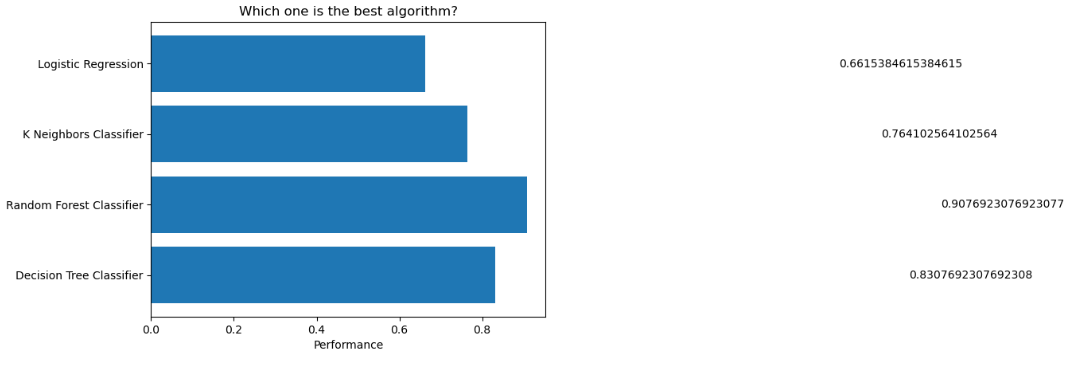 Which one is the best algorithm?
Logistic Regression
0.6615384615384615
K Neighbors Classifier
0.764102564102564
Random Forest Classifier
0.9076923076923077
Decision Tree Classifier
0.8307692307692308
0.0 0.2 0.4 0.6 0.8
Performance